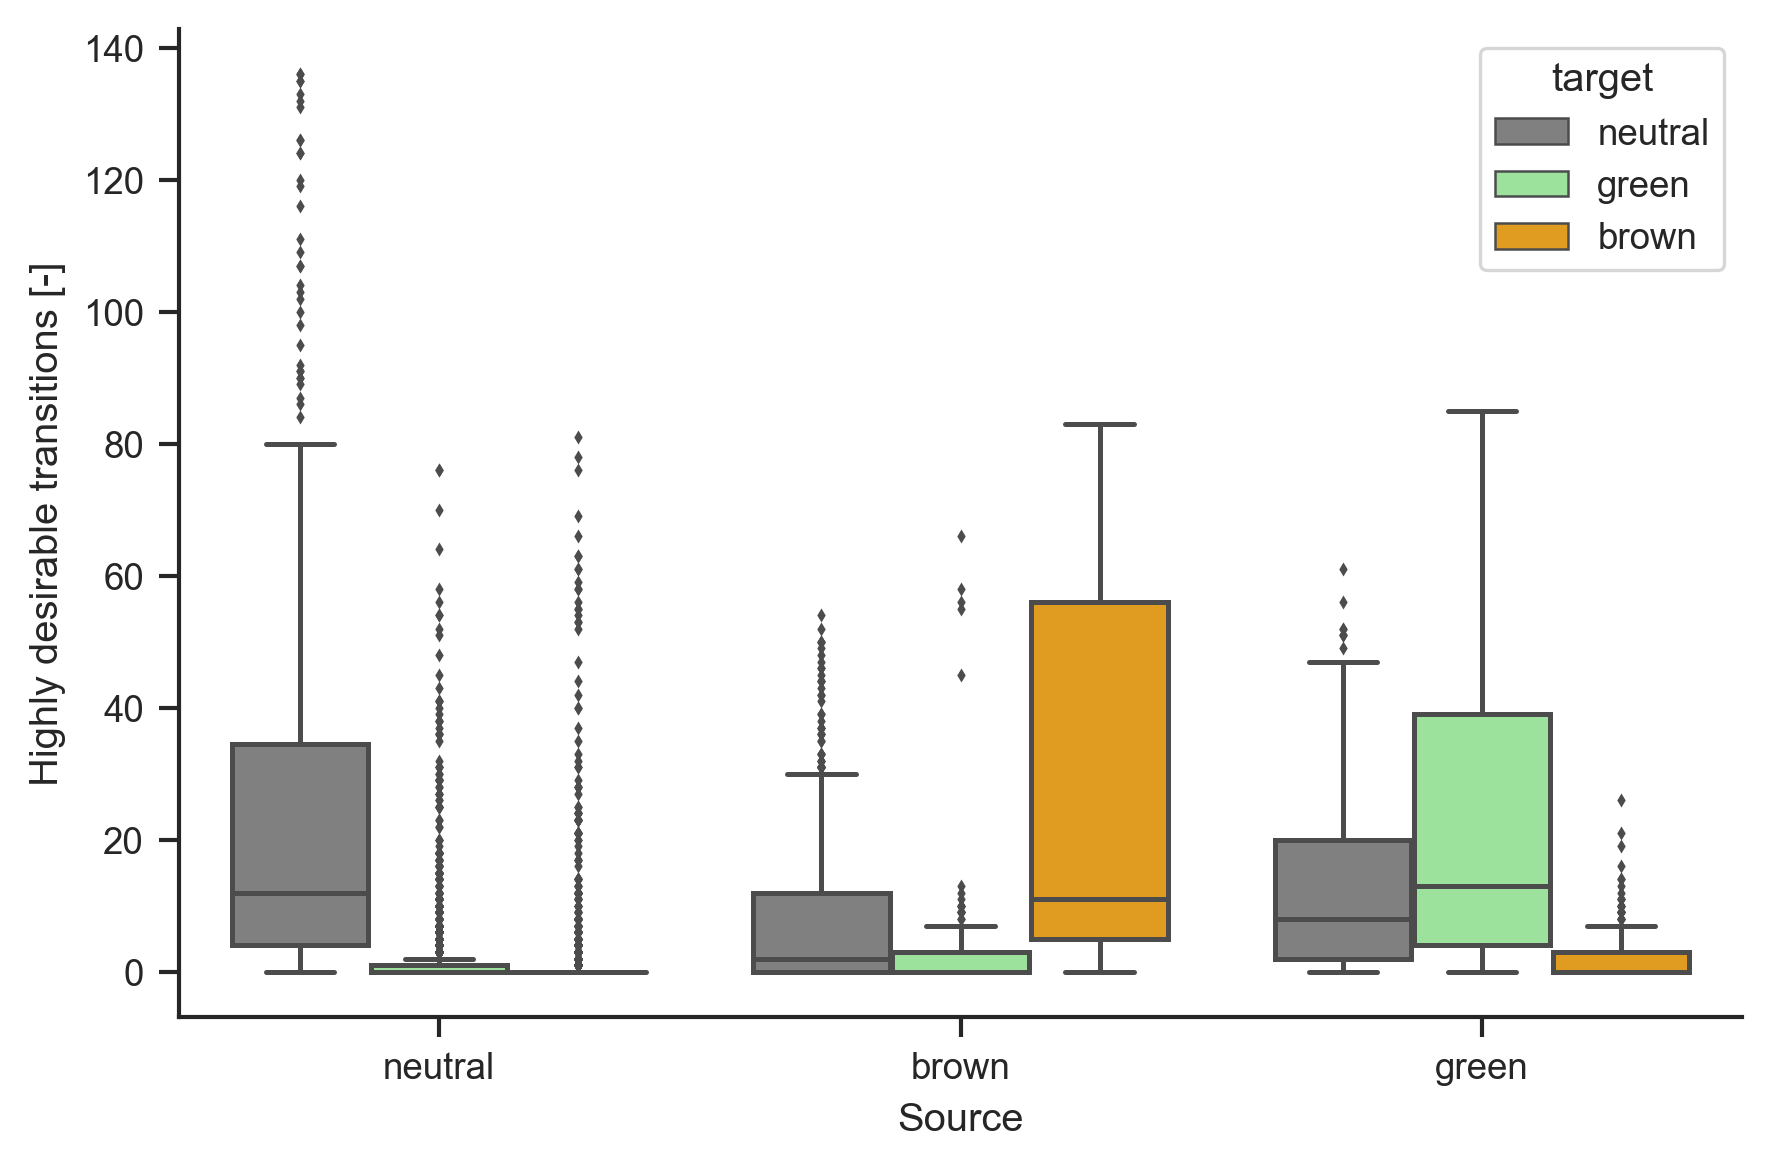 140
120
100
80
60
40
20
0
Highly desirable transitions [-]
target
neutral
green
brown
neutral
brown
green
Source